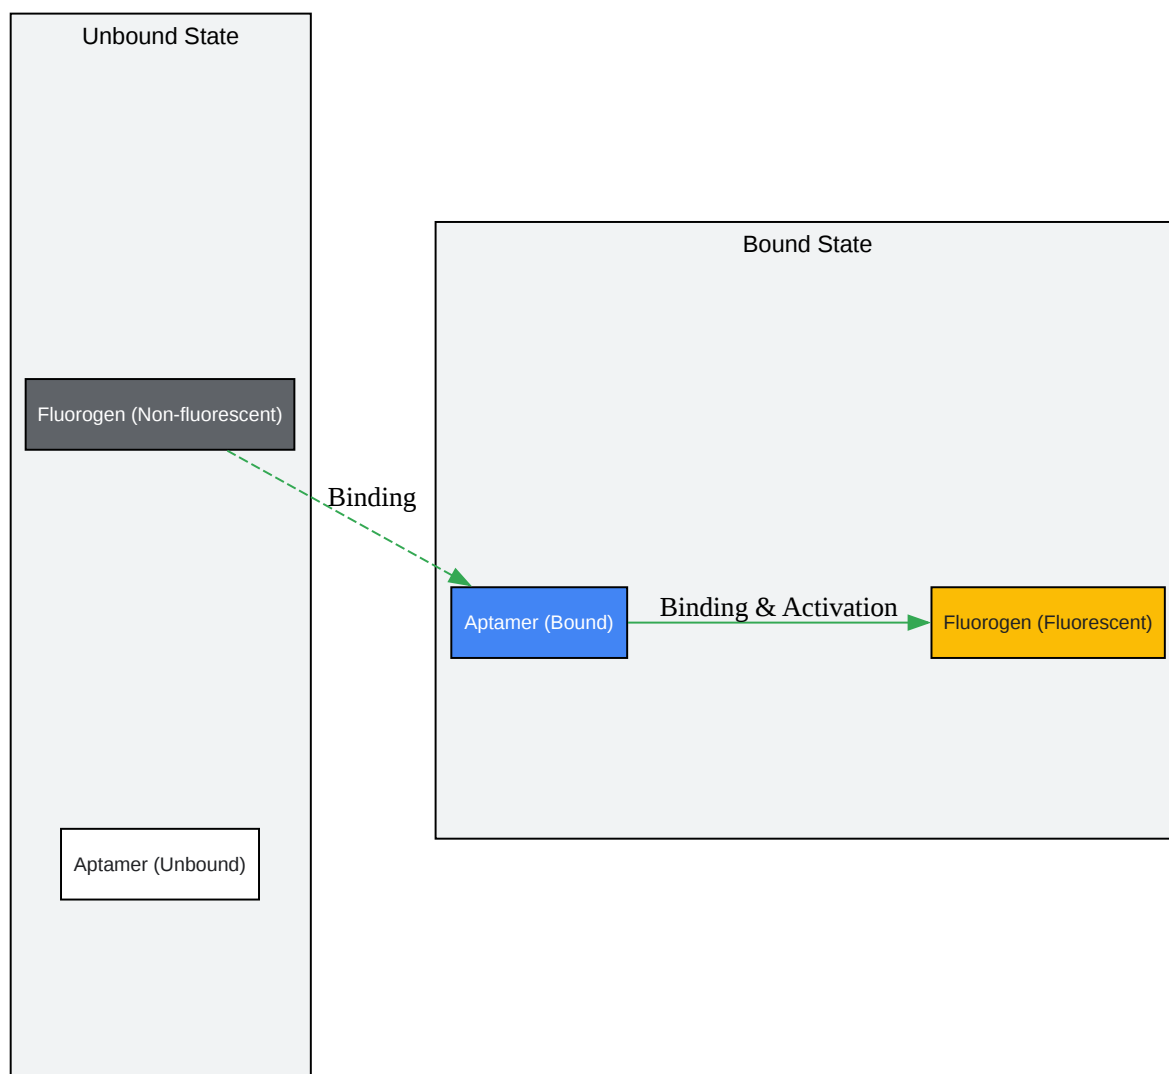 Unbound State
Bound State
Fluorogen (Non-fluorescent)
Binding
Binding & Activation
Aptamer (Bound)
Fluorogen (Fluorescent)
Aptamer (Unbound)